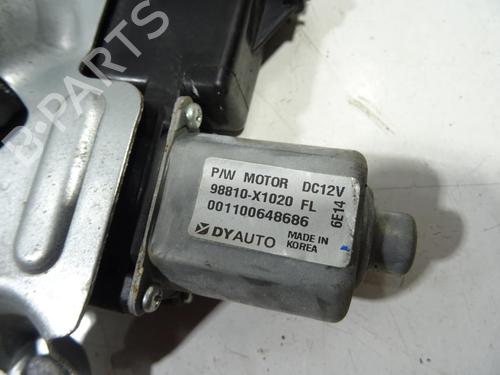 P/W MOTOR DC12V
98810-X1020 FL
001100648686
6E14
DYAUTO
MADE IN
KOREA
B-PARTS